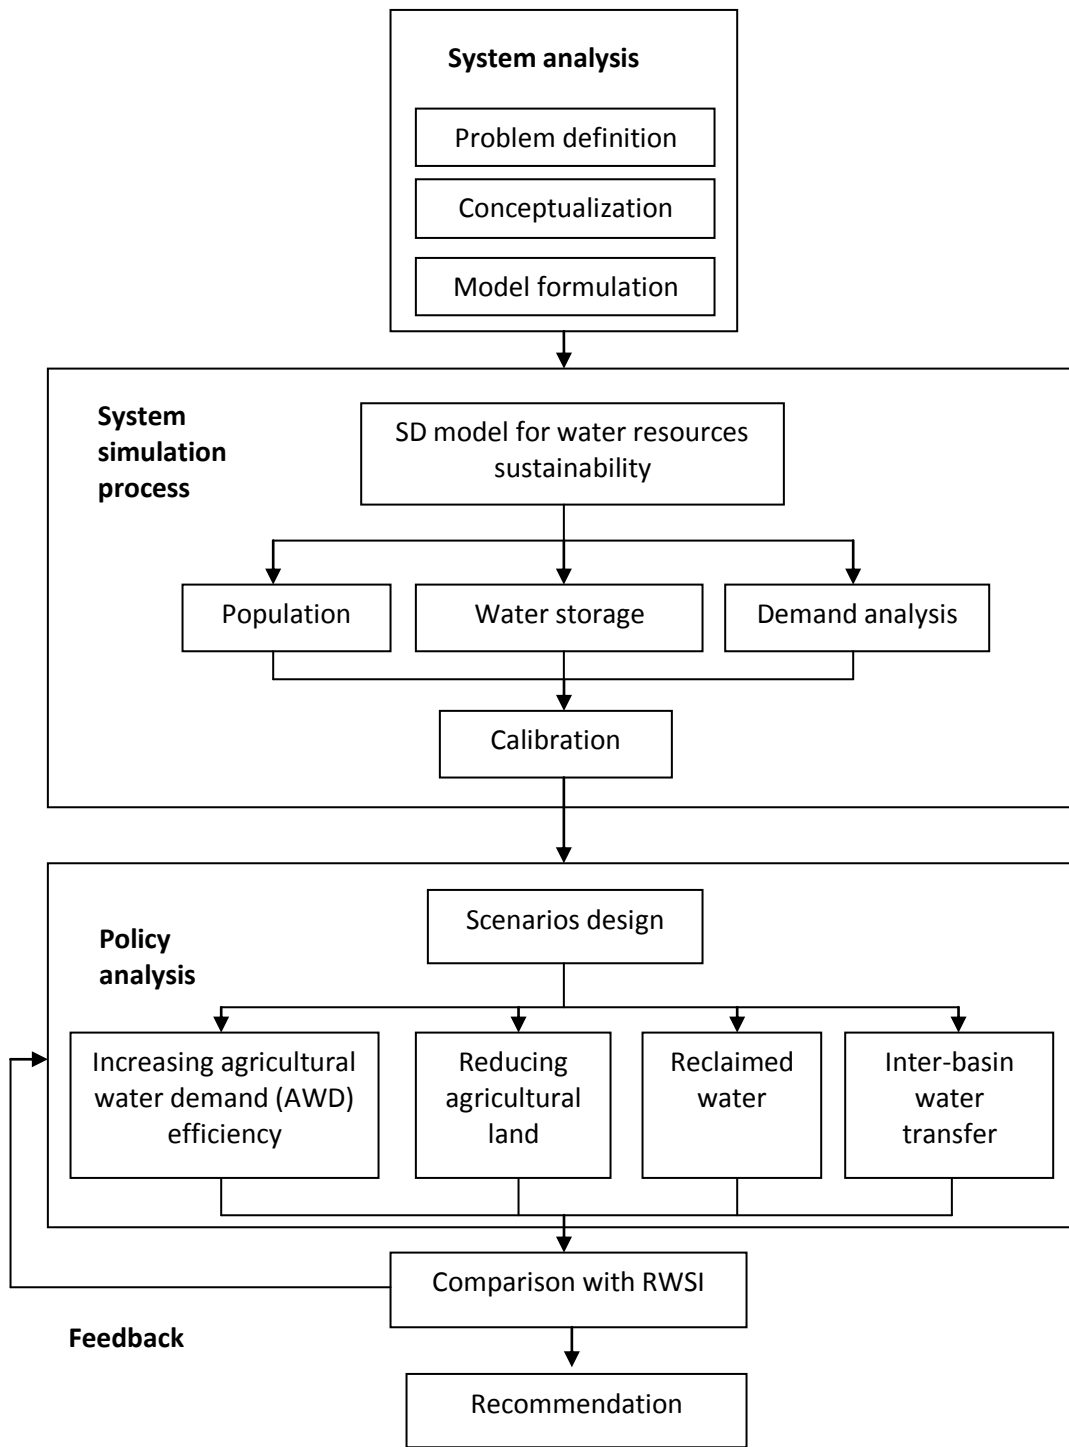 System analysis
Problem definition
Conceptualization
Model formulation
System
simulation
process
SD model for water resources
sustainability
Population
Water storage
Demand analysis
Calibration
Policy
analysis
Scenarios design
Increasing agricultural
water demand (AWD)
efficiency
Reducing
agricultural
land
Reclaimed
water
Inter-basin
water
transfer
Comparison with RWSI
Feedback
Recommendation